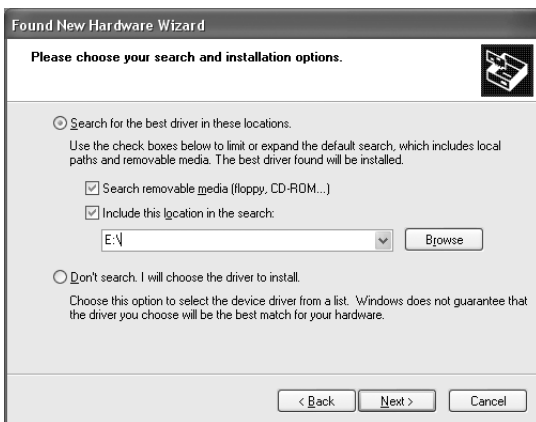 Found New Hardware Wizard
Please choose your search and installation options.
Search for the best driver in these locations.
Use the check boxes below to limit or expand the default search, which includes local
paths and removable media. The best driver found will be installed.
Search removable media (floppy, CD-ROM...)
Include this location in the search:
E:\
Browse
Don't search. I will choose the driver to install.
Choose this option to select the device driver from a list. Windows does not guarantee that
the driver you choose will be the best match for your hardware.
< Back Next > Cancel